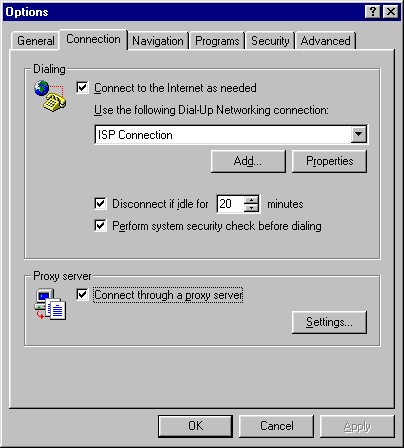 Options
General Connection Navigation Programs Security Advanced
Dialing
Connect to the Internet as needed
Use the following Dial-Up Networking connection:
ISP Connection
Add... Properties
Disconnect if idle for 20 minutes
Perform system security check before dialing
Proxy server
Connect through a proxy server
Settings...
OK Cancel Apply